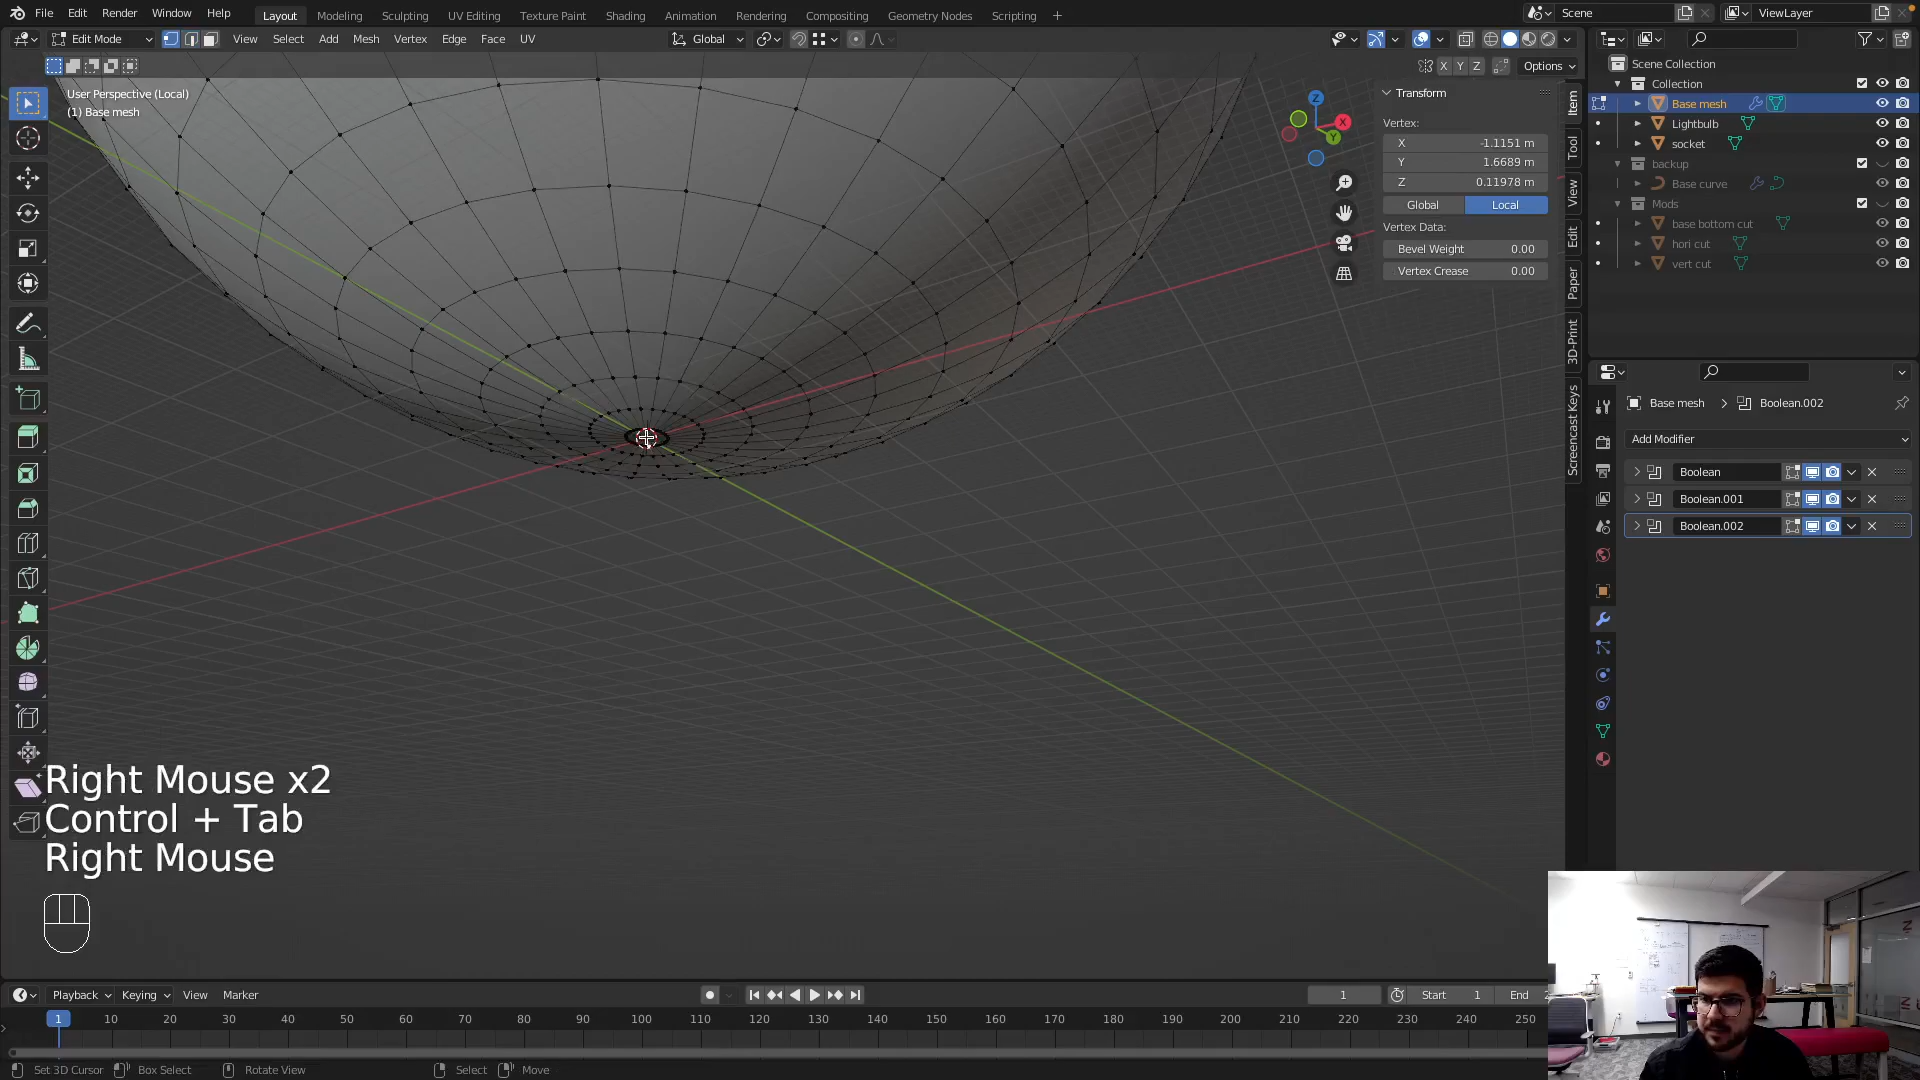 File Edit Render Window Help Layout Modeling Sculpting UV Editing Texture Paint Shading Animation Rendering Compositing Geometry Nodes Scripting + Scene ViewLayer
Edit Mode View Select Add Mesh Vertex Edge Face UV Global
X Y Z Options
User Perspective (Local)
(1) Base mesh
Z X Y
Transform
Vertex:
X -1.1151 m
Y 1.6689 m
Z 0.11978 m
Global Local
Vertex Data:
Bevel Weight 0.00
Vertex Crease 0.00
Item
Tool
View
Edit
Paper
3D-Print
Screencast Keys
Scene Collection
Collection
Base mesh
Lightbulb
socket
backup
Base curve
Mods
base bottom cut
hori cut
vert cut
Base mesh > Boolean.002
Add Modifier
Boolean
Boolean.001
Boolean.002
Right Mouse x2
Control + Tab
Right Mouse
Playback Keying View Marker 1 Start 1 End 2
1 10 20 30 40 50 60 70 80 90 100 110 120 130 140 150 160 170 180 190 200 210 220 230 240 250
Set 3D Cursor Box Select Rotate View Select Move